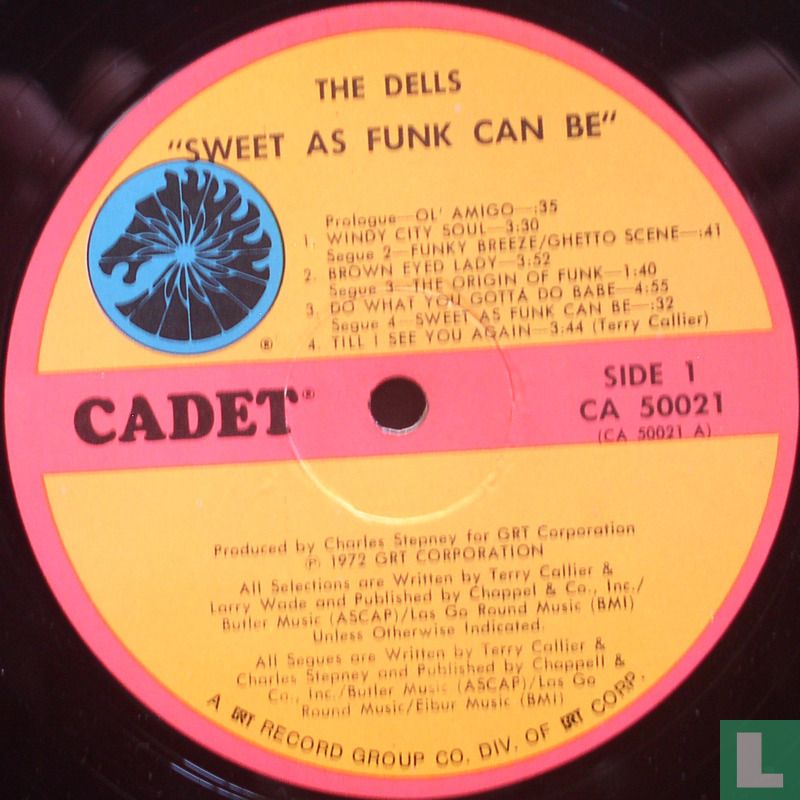 THE DELLS
"SWEET AS FUNK CAN BE"
Prologue—OL' AMIGO—:35
1. WINDY CITY SOUL—3:30
Segue 2—FUNKY BREEZE/GHETTO SCENE—:41
2. BROWN EYED LADY—3:52
Segue 3—THE ORIGIN OF FUNK—1:40
3. DO WHAT YOU GOTTA DO BABE—4:55
Segue 4—SWEET AS FUNK CAN BE—:32
4. TILL I SEE YOU AGAIN—3:44 (Terry Callier)
®
CADET®
SIDE 1
CA 50021
(CA 50021 A)
Produced by Charles Stepney for GRT Corporation
Ⓟ 1972 GRT CORPORATION
All Selections are Written by Terry Callier &
Larry Wade and Published by Chappel & Co., Inc./
Butler Music (ASCAP)/Las Go Round Music (BMI)
Unless Otherwise Indicated.
All Segues are Written by Terry Callier &
Charles Stepney and Published by Chappell &
Co., Inc./Butler Music (ASCAP)/Las Go
Round Music/Eibur Music (BMI)
A GRT RECORD GROUP CO. DIV. OF GRT CORP.
L